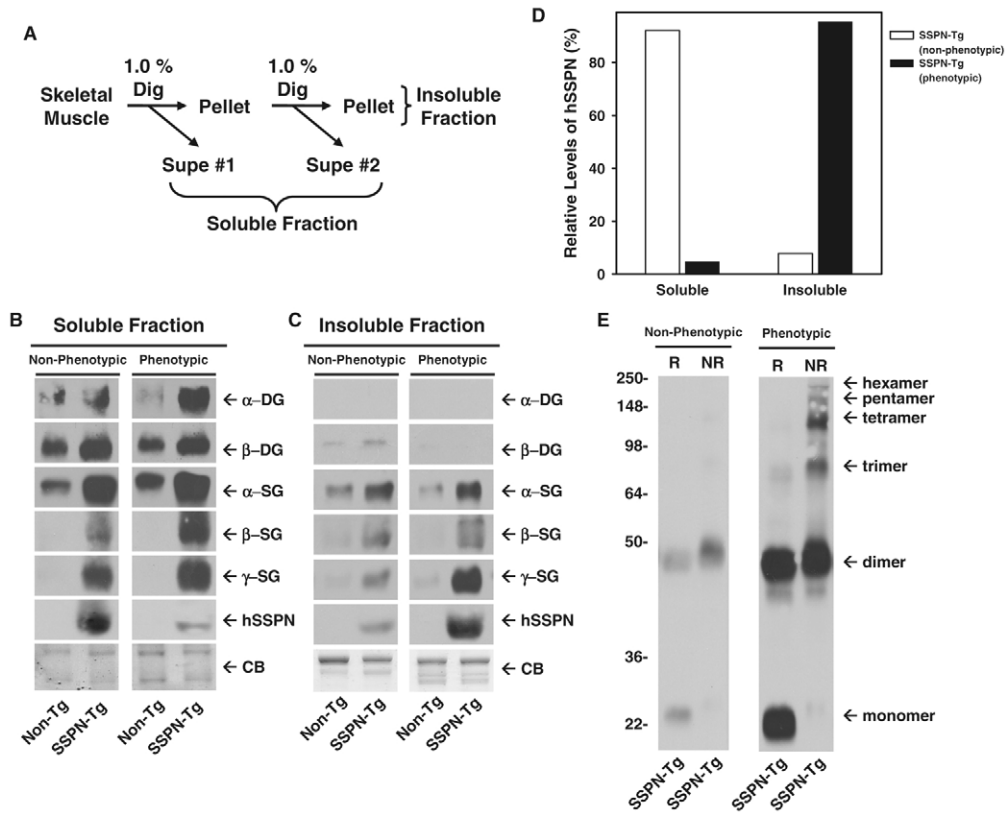 A
1.0 %
Dig
1.0 %
Dig
Skeletal
Muscle
Pellet
Pellet
Insoluble
Fraction
Supe #1
Supe #2
Soluble Fraction
D
Relative Levels of hSSPN (%)
80
60
40
20
0
Soluble
Insoluble
SSPN-Tg
(non-phenotypic)
SSPN-Tg
(phenotypic)
B
Soluble Fraction
Non-Phenotypic
Phenotypic
α–DG
β–DG
α–SG
β–SG
γ–SG
hSSPN
CB
Non-Tg
SSPN-Tg
Non-Tg
SSPN-Tg
C
Insoluble Fraction
Non-Phenotypic
Phenotypic
α–DG
β–DG
α–SG
β–SG
γ–SG
hSSPN
CB
Non-Tg
SSPN-Tg
Non-Tg
SSPN-Tg
E
Non-Phenotypic
Phenotypic
R
NR
R
NR
250-
148-
98-
64-
50-
36-
22-
hexamer
pentamer
tetramer
trimer
dimer
monomer
SSPN-Tg
SSPN-Tg
SSPN-Tg
SSPN-Tg